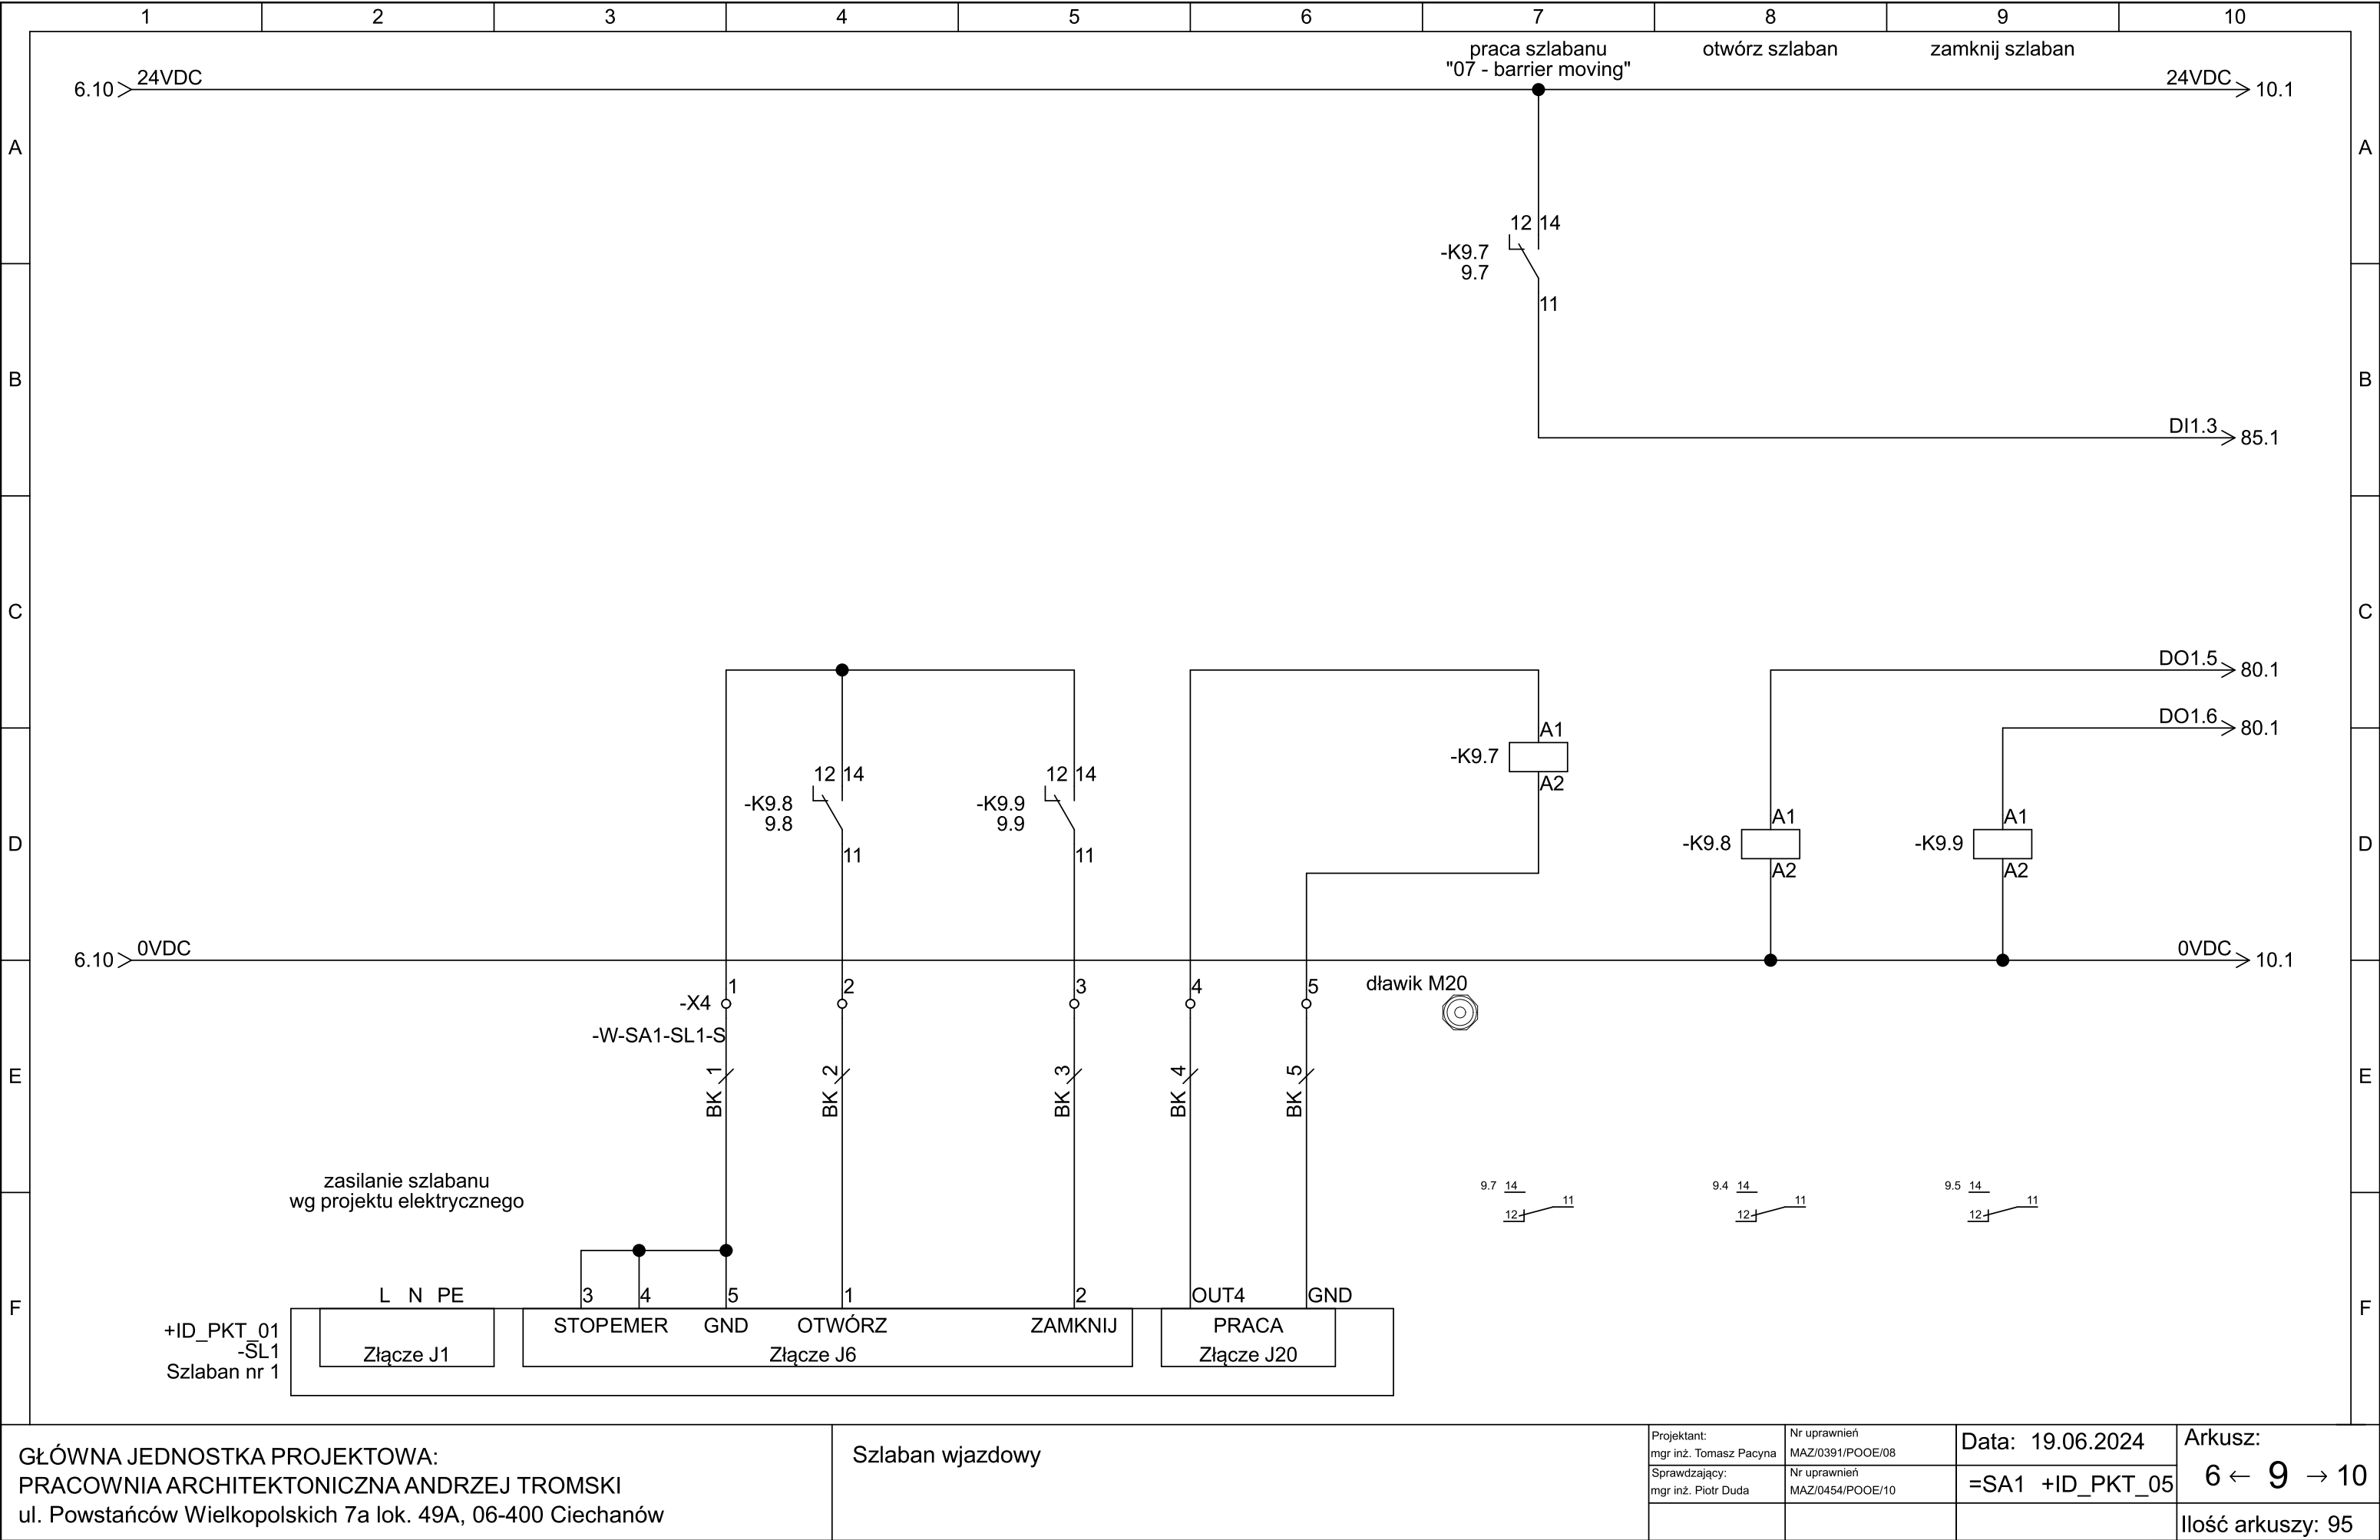 1 2 3 4 5 6 7 8 9 10
praca szlabanu
"07 - barrier moving"
otwórz szlaban
zamknij szlaban
6.10 24VDC
24VDC 10.1
A A
12 14
-K9.7
9.7
11
B B
DI1.3 85.1
C C
DO1.5 80.1
DO1.6 80.1
A1
-K9.7
A2
12 14
-K9.8
9.8
11
12 14
-K9.9
9.9
11
A1
-K9.8
A2
A1
-K9.9
A2
D D
6.10 0VDC
0VDC 10.1
-X4 1 2 3 4 5
dławik M20
-W-SA1-SL1-S
BK 1 BK 2 BK 3 BK 4 BK 5
E E
zasilanie szlabanu
wg projektu elektrycznego
9.7 14
11
12
9.4 14
11
12
9.5 14
11
12
L N PE 3 4 5 1 2 OUT4 GND
F F
+ID_PKT_01
-SL1
Szlaban nr 1
STOPEMER GND OTWÓRZ ZAMKNIJ PRACA
Złącze J1 Złącze J6 Złącze J20
GŁÓWNA JEDNOSTKA PROJEKTOWA:
PRACOWNIA ARCHITEKTONICZNA ANDRZEJ TROMSKI
ul. Powstańców Wielkopolskich 7a lok. 49A, 06-400 Ciechanów
Szlaban wjazdowy
Projektant:
mgr inż. Tomasz Pacyna
Nr uprawnień
MAZ/0391/POOE/08
Sprawdzający:
mgr inż. Piotr Duda
Nr uprawnień
MAZ/0454/POOE/10
Data: 19.06.2024
=SA1 +ID_PKT_05
Arkusz:
6 ← 9 → 10
Ilość arkuszy: 95